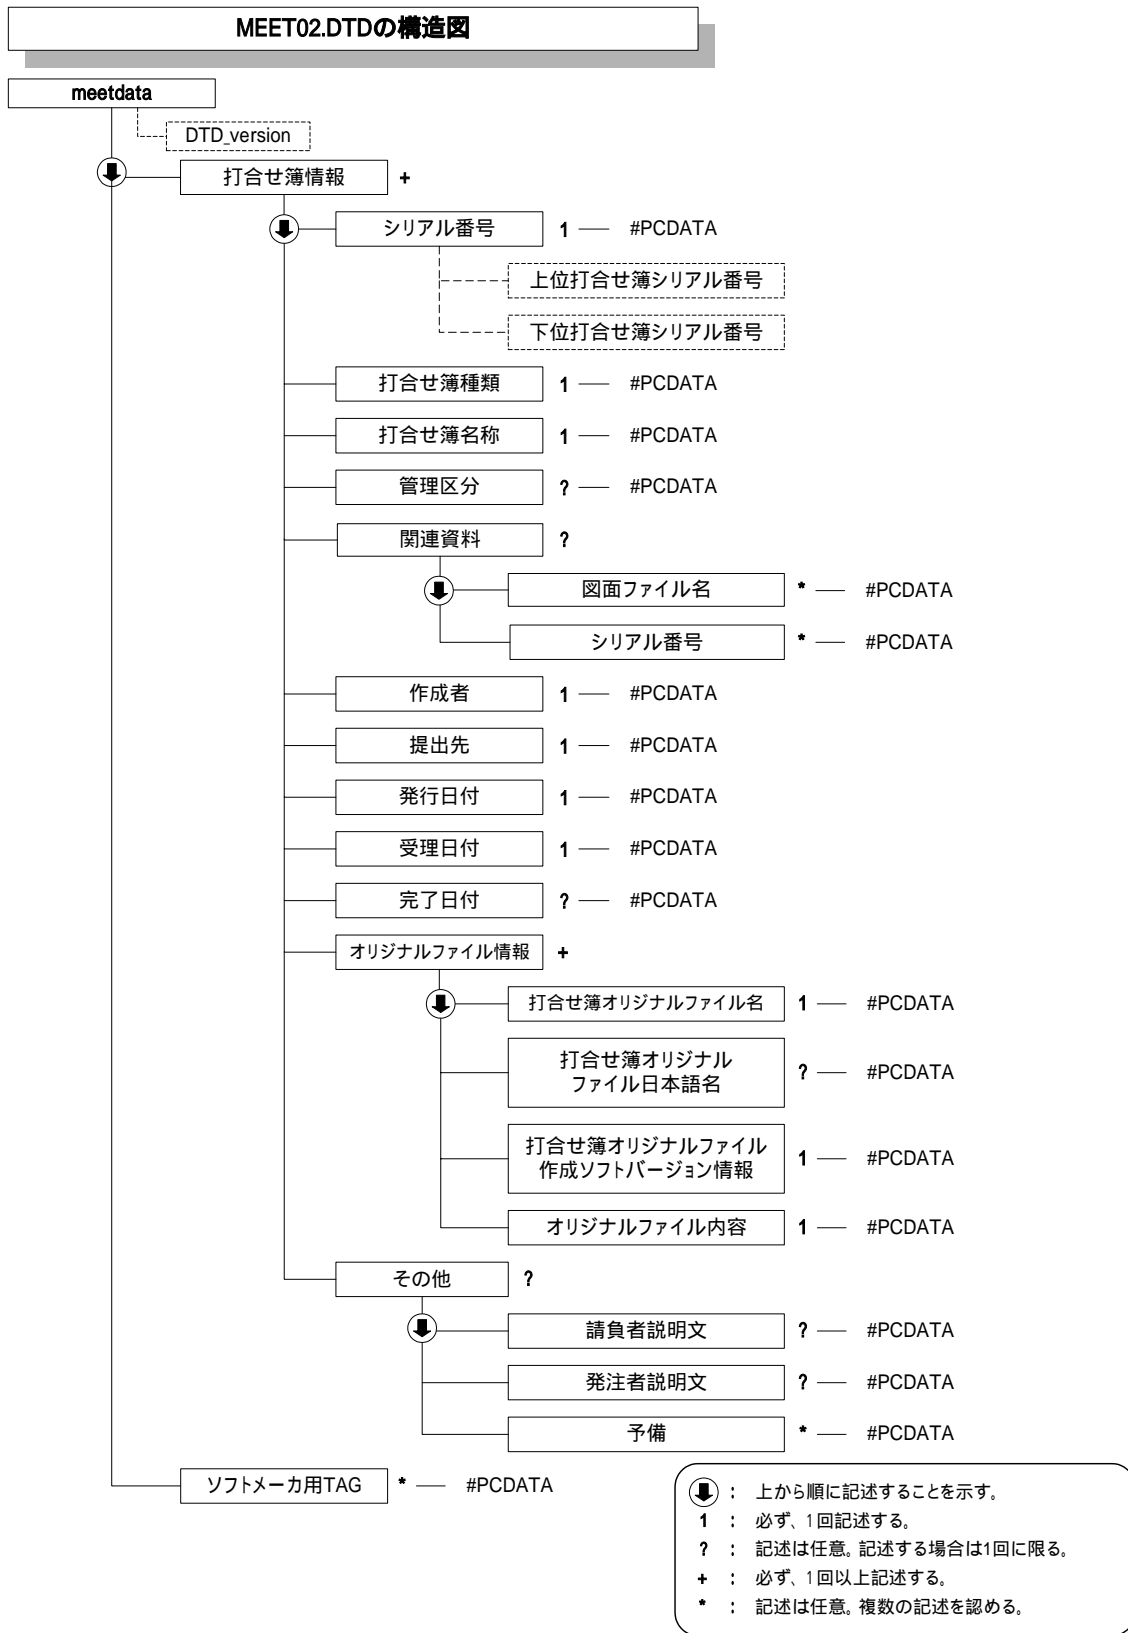 MEET02.DTDの構造図
meetdata
DTD_version
打合せ簿情報 +
シリアル番号 1 #PCDATA
上位打合せ簿シリアル番号
下位打合せ簿シリアル番号
打合せ簿種類 1 #PCDATA
打合せ簿名称 1 #PCDATA
管理区分 ? #PCDATA
関連資料 ?
図面ファイル名 * #PCDATA
シリアル番号 * #PCDATA
作成者 1 #PCDATA
提出先 1 #PCDATA
発行日付 1 #PCDATA
受理日付 1 #PCDATA
完了日付 ? #PCDATA
オリジナルファイル情報 +
打合せ簿オリジナルファイル名 1 #PCDATA
打合せ簿オリジナル
ファイル日本語名 ? #PCDATA
打合せ簿オリジナルファイル
作成ソフトバージョン情報 1 #PCDATA
オリジナルファイル内容 1 #PCDATA
その他 ?
請負者説明文 ? #PCDATA
発注者説明文 ? #PCDATA
予備 * #PCDATA
ソフトメーカ用TAG * #PCDATA
： 上から順に記述することを示す。
1 ： 必ず、1回記述する。
? ： 記述は任意。記述する場合は1回に限る。
+ ： 必ず、1回以上記述する。
* ： 記述は任意。複数の記述を認める。